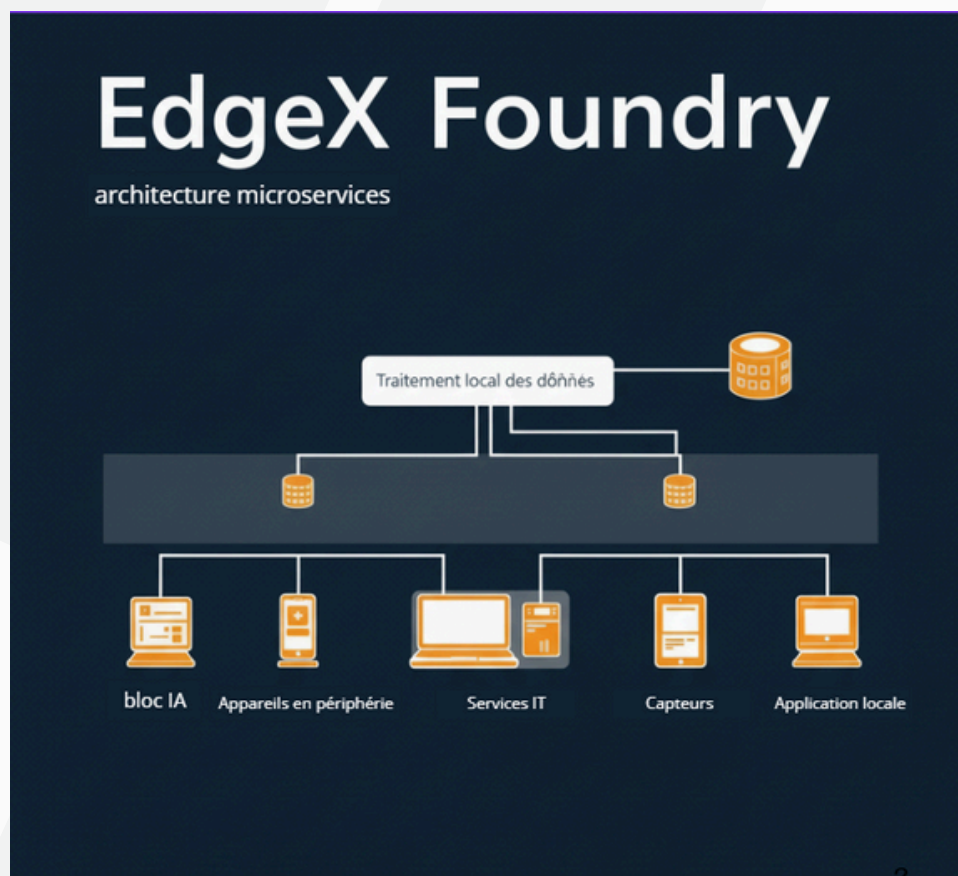 EdgeX Foundry
architecture microservices
Traitement local des dôññés
bloc IA
Appareils en périphérie
Services IT
Capteurs
Application locale